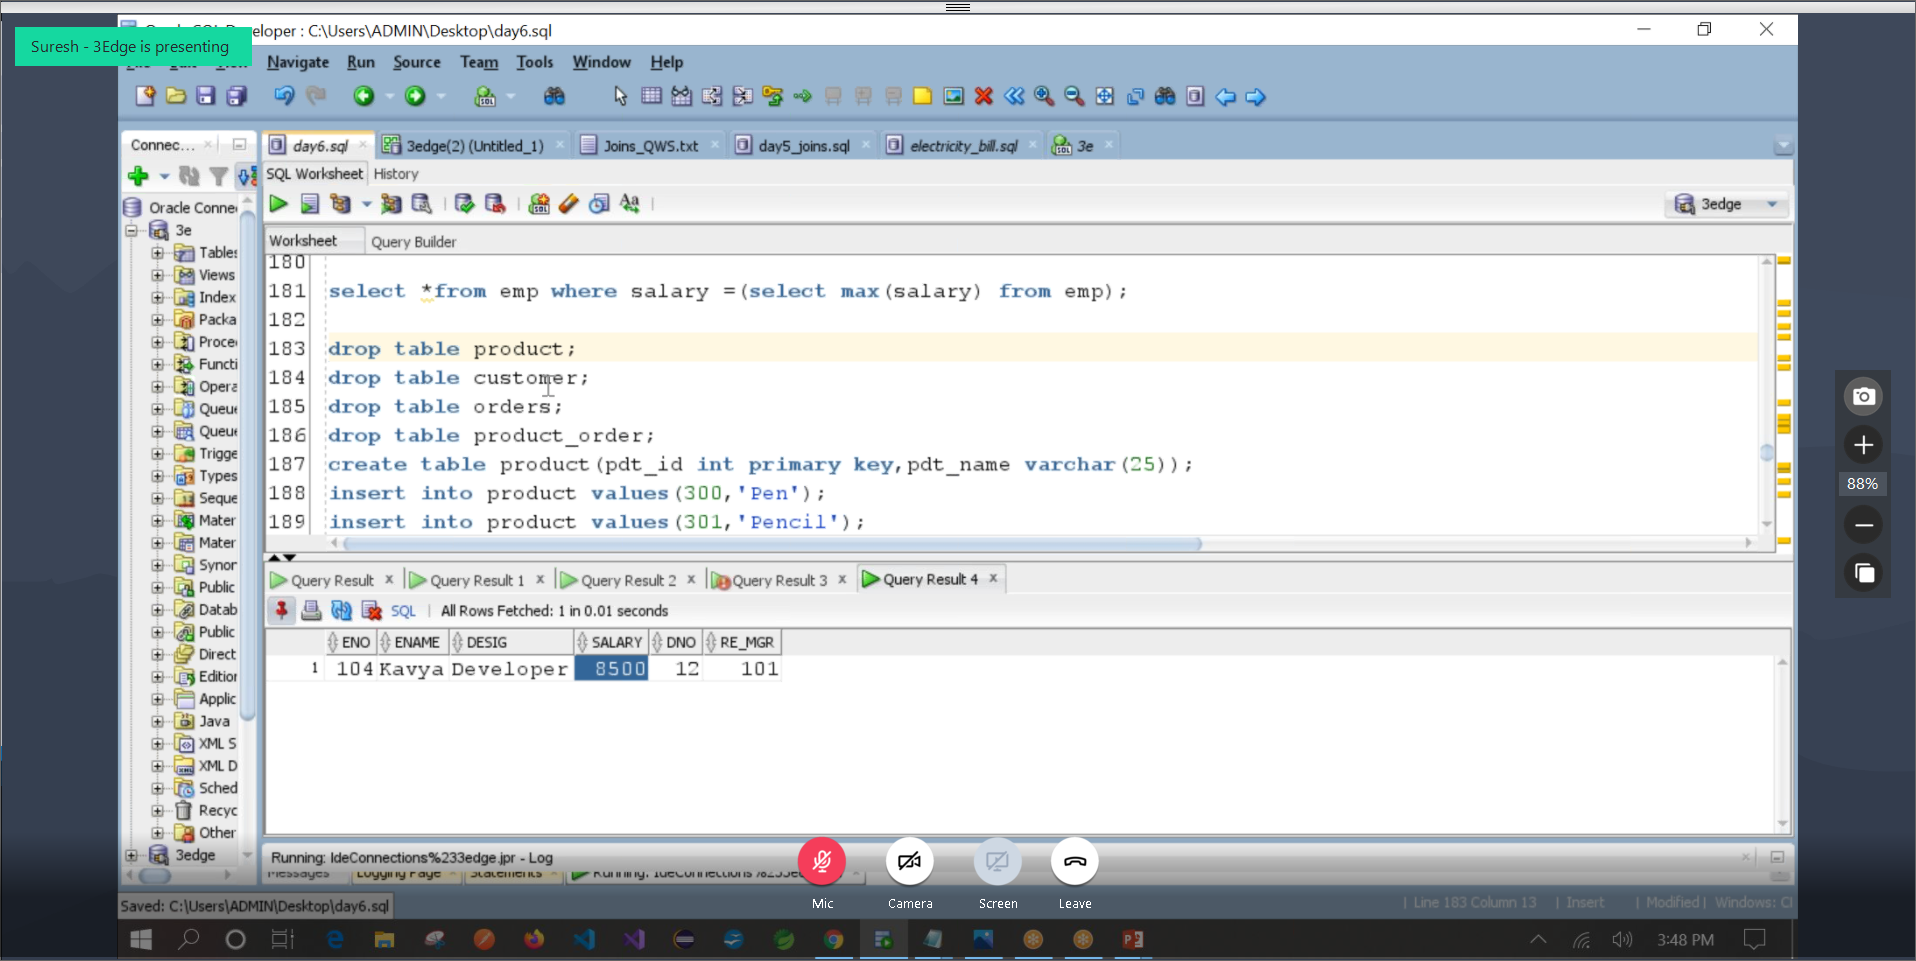 Suresh - 3Edge is presenting
eloper : C:\Users\ADMIN\Desktop\day6.sql
Navigate Run Source Team Tools Window Help
Connec...
day6.sql 3edge(2) (Untitled_1) Joins_QWS.txt day5_joins.sql electricity_bill.sql 3e
SQL Worksheet History
3edge
Worksheet Query Builder
Oracle Conne
3e
Tables
Views
Index
Packa
Proce
Functi
Opera
Queue
Queue
Trigge
Types
Seque
Mater
Mater
Synor
Public
Datab
Public
Direct
Edition
Applic
Java
XML S
XML D
Sched
Recyc
Other
3edge
180
181 select *from emp where salary =(select max(salary) from emp);
182
183 drop table product;
184 drop table customer;
185 drop table orders;
186 drop table product_order;
187 create table product(pdt_id int primary key,pdt_name varchar(25));
188 insert into product values(300,'Pen');
189 insert into product values(301,'Pencil');
88%
Query Result Query Result 1 Query Result 2 Query Result 3 Query Result 4
SQL All Rows Fetched: 1 in 0.01 seconds
ENO ENAME DESIG SALARY DNO RE_MGR
1 104 Kavya Developer 8500 12 101
Running: IdeConnections%233edge.jpr - Log
Messages Logging Page Statements Running: IdeConnections%233e
Mic Camera Screen Leave
Saved: C:\Users\ADMIN\Desktop\day6.sql
Line 183 Column 13 Insert Modified Windows: C
3:48 PM